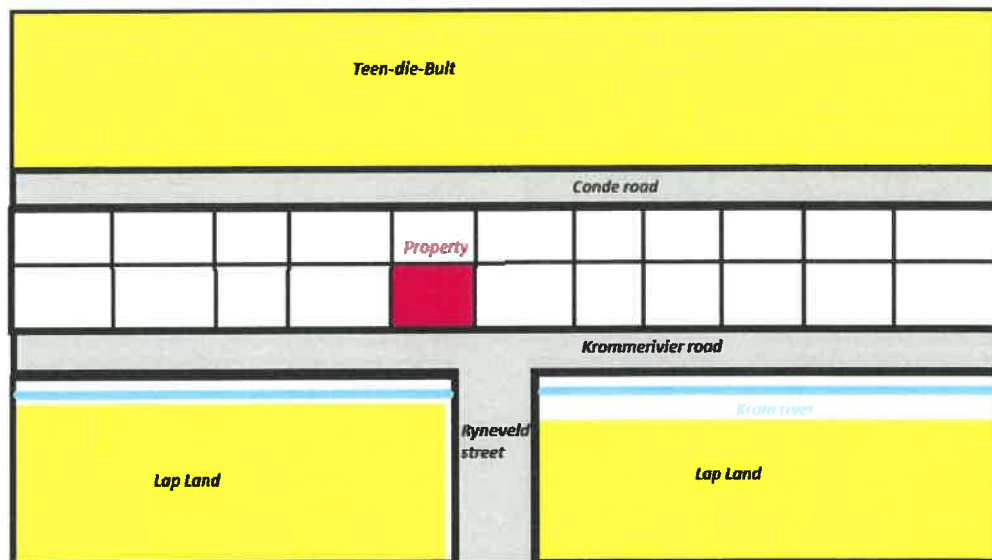 Teen-die-Bult
Conde road
Property
Krommerivier road
Krom river
Ryneveld
street
Lap Land
Lap Land